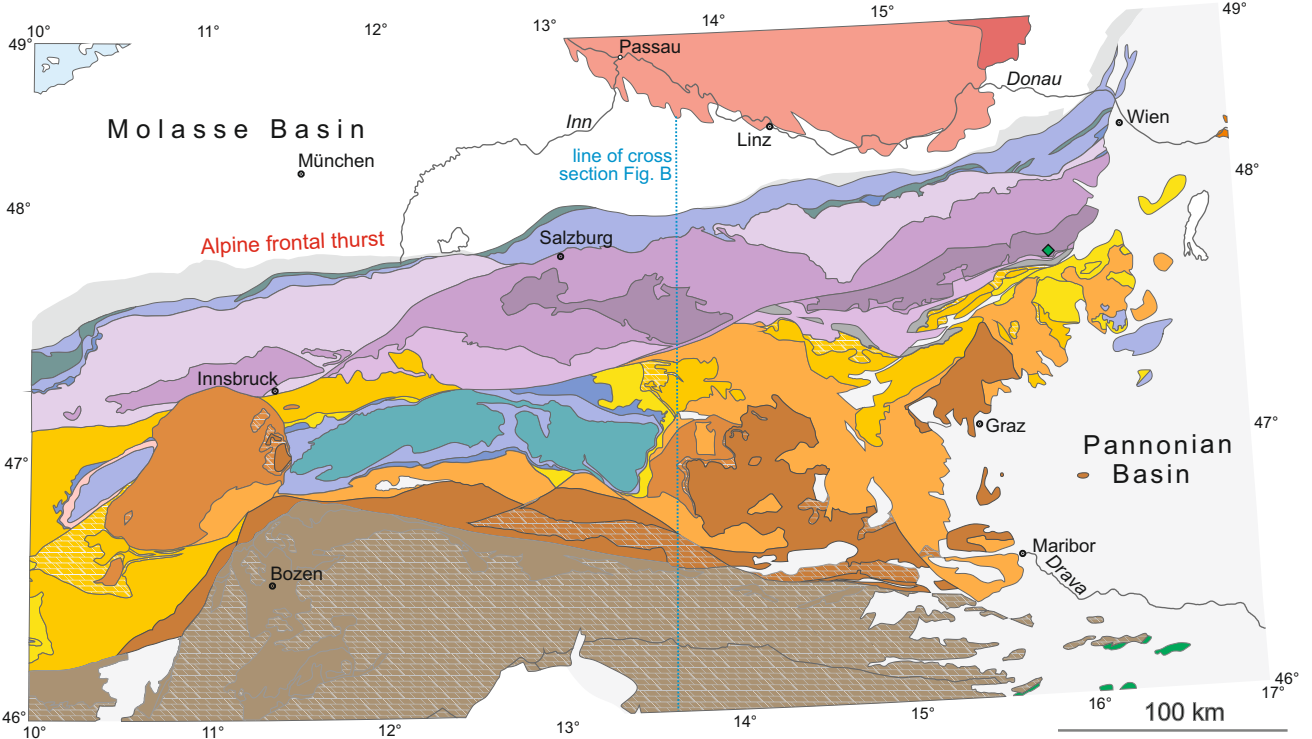 10°
11°
12°
13°
14°
15°
49°
49°
Passau
Donau
Molasse Basin
Inn
Linz
Wien
München
line of cross
section Fig. B
48°
48°
Alpine frontal thurst
Salzburg
Innsbruck
47°
Graz
Pannonian
Basin
47°
Maribor
Bozen
Drava
46°
46°
10°
11°
12°
13°
14°
15°
16°
17°
100 km